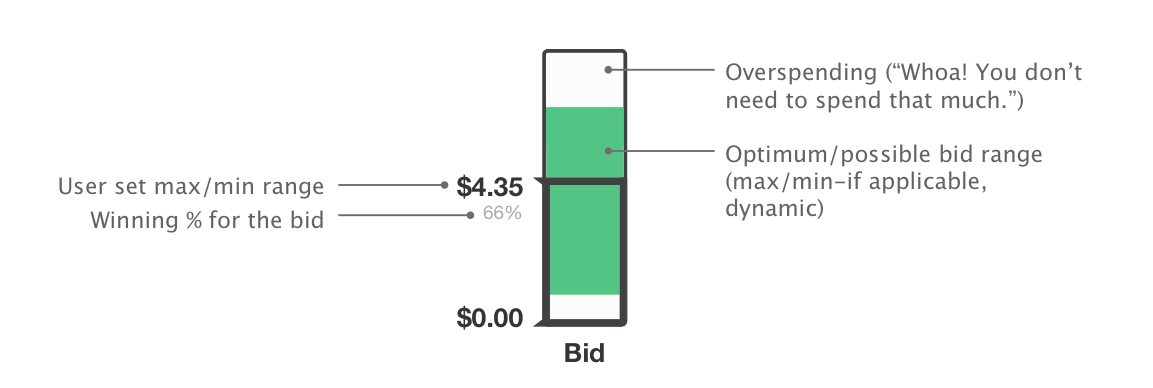 Overspending (“Whoa! You don’t
need to spend that much.”)
Optimum/possible bid range
(max/min–if applicable,
dynamic)
User set max/min range
$4.35
Winning % for the bid
66%
$0.00
Bid